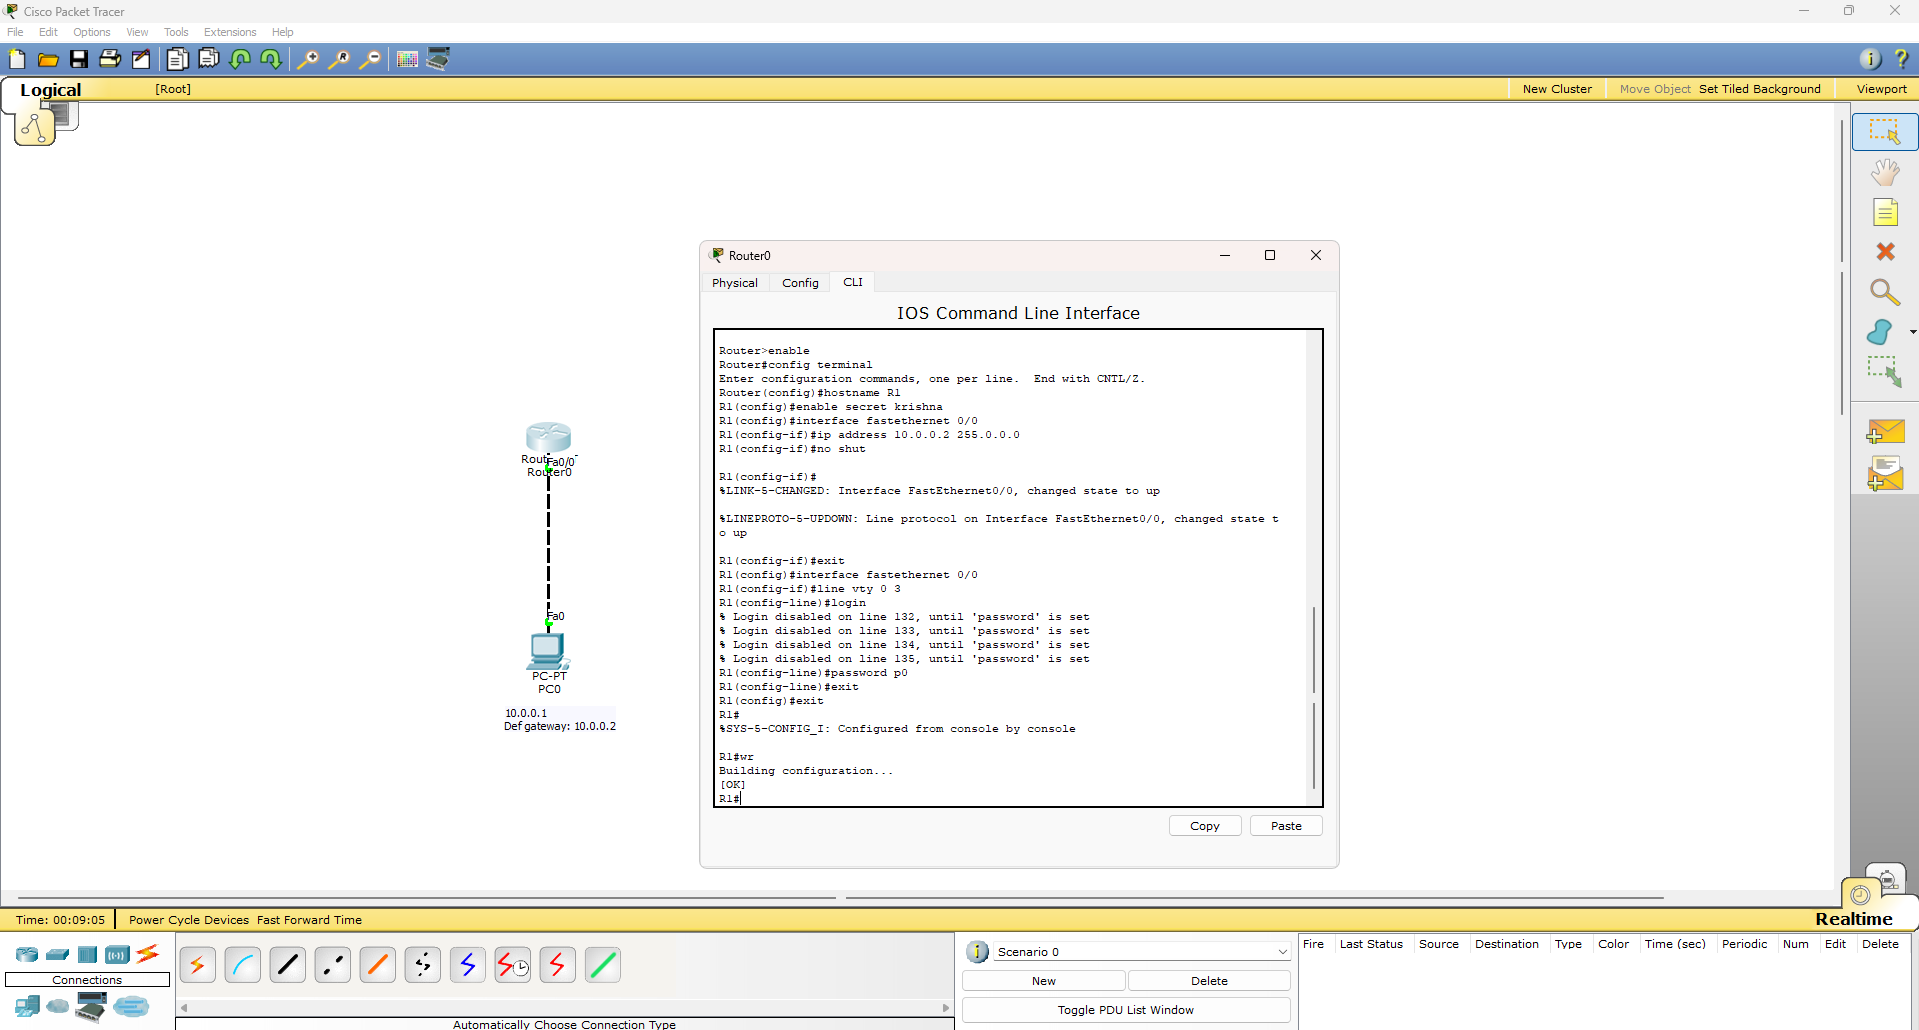 Cisco Packet Tracer
File Edit Options View Tools Extensions Help
Logical [Root] New Cluster Move Object Set Tiled Background Viewport
Router0
Physical Config CLI
IOS Command Line Interface
Router>enable
Router#config terminal
Enter configuration commands, one per line.  End with CNTL/Z.
Router(config)#hostname R1
R1(config)#enable secret krishna
R1(config)#interface fastethernet 0/0
R1(config-if)#ip address 10.0.0.2 255.0.0.0
R1(config-if)#no shut
R1(config-if)#
%LINK-5-CHANGED: Interface FastEthernet0/0, changed state to up
%LINEPROTO-5-UPDOWN: Line protocol on Interface FastEthernet0/0, changed state t
o up
R1(config-if)#exit
R1(config)#interface fastethernet 0/0
R1(config-if)#line vty 0 3
R1(config-line)#login
% Login disabled on line 132, until 'password' is set
% Login disabled on line 133, until 'password' is set
% Login disabled on line 134, until 'password' is set
% Login disabled on line 135, until 'password' is set
R1(config-line)#password p0
R1(config-line)#exit
R1(config)#exit
R1#
%SYS-5-CONFIG_I: Configured from console by console
R1#wr
Building configuration...
[OK]
R1#
Copy Paste
Fa0/0
Router0
Fa0
PC-PT
PC0
10.0.0.1
Def gateway: 10.0.0.2
Time: 00:09:05 Power Cycle Devices Fast Forward Time
Realtime
Connections
Automatically Choose Connection Type
Scenario 0
New Delete
Toggle PDU List Window
Fire Last Status Source Destination Type Color Time (sec) Periodic Num Edit Delete